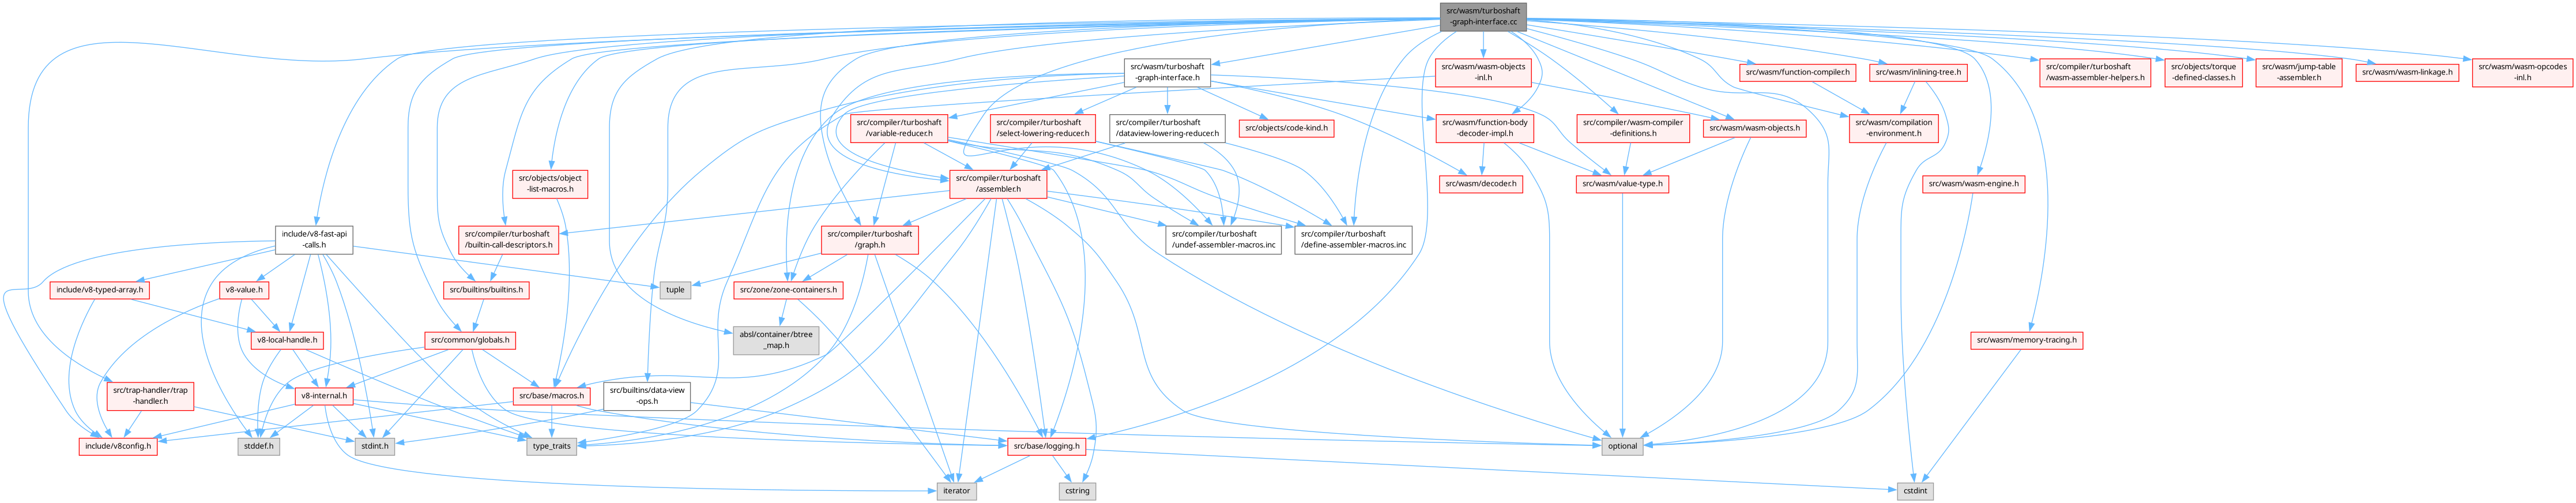 src/wasm/turboshaft
-graph-interface.cc
src/wasm/turboshaft
-graph-interface.h
src/wasm/wasm-objects
-inl.h
src/wasm/function-compiler.h
src/wasm/inlining-tree.h
src/compiler/turboshaft
/wasm-assembler-helpers.h
src/objects/torque
-defined-classes.h
src/wasm/jump-table
-assembler.h
src/wasm/wasm-linkage.h
src/wasm/wasm-opcodes
-inl.h
src/compiler/turboshaft
/variable-reducer.h
src/compiler/turboshaft
/select-lowering-reducer.h
src/compiler/turboshaft
/dataview-lowering-reducer.h
src/objects/code-kind.h
src/wasm/function-body
-decoder-impl.h
src/compiler/wasm-compiler
-definitions.h
src/wasm/wasm-objects.h
src/wasm/compilation
-environment.h
src/objects/object
-list-macros.h
src/compiler/turboshaft
/assembler.h
src/wasm/decoder.h
src/wasm/value-type.h
src/wasm/wasm-engine.h
include/v8-fast-api
-calls.h
src/compiler/turboshaft
/builtin-call-descriptors.h
src/compiler/turboshaft
/graph.h
src/compiler/turboshaft
/undef-assembler-macros.inc
src/compiler/turboshaft
/define-assembler-macros.inc
include/v8-typed-array.h
v8-value.h
src/builtins/builtins.h
tuple
src/zone/zone-containers.h
v8-local-handle.h
src/common/globals.h
absl/container/btree
_map.h
src/wasm/memory-tracing.h
src/trap-handler/trap
-handler.h
v8-internal.h
src/base/macros.h
src/builtins/data-view
-ops.h
include/v8config.h
stddef.h
stdint.h
type_traits
src/base/logging.h
optional
iterator
cstring
cstdint